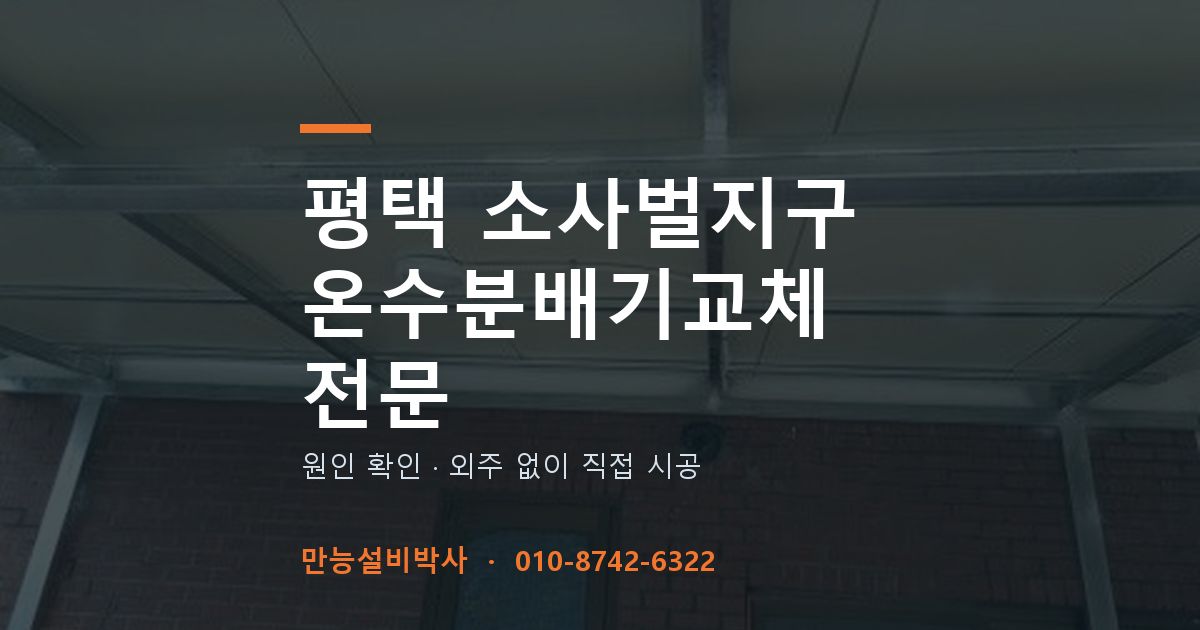 평택 소사벌지구
온수분배기교체
전문
원인 확인 · 외주 없이 직접 시공
만능설비박사 · 010-8742-6322